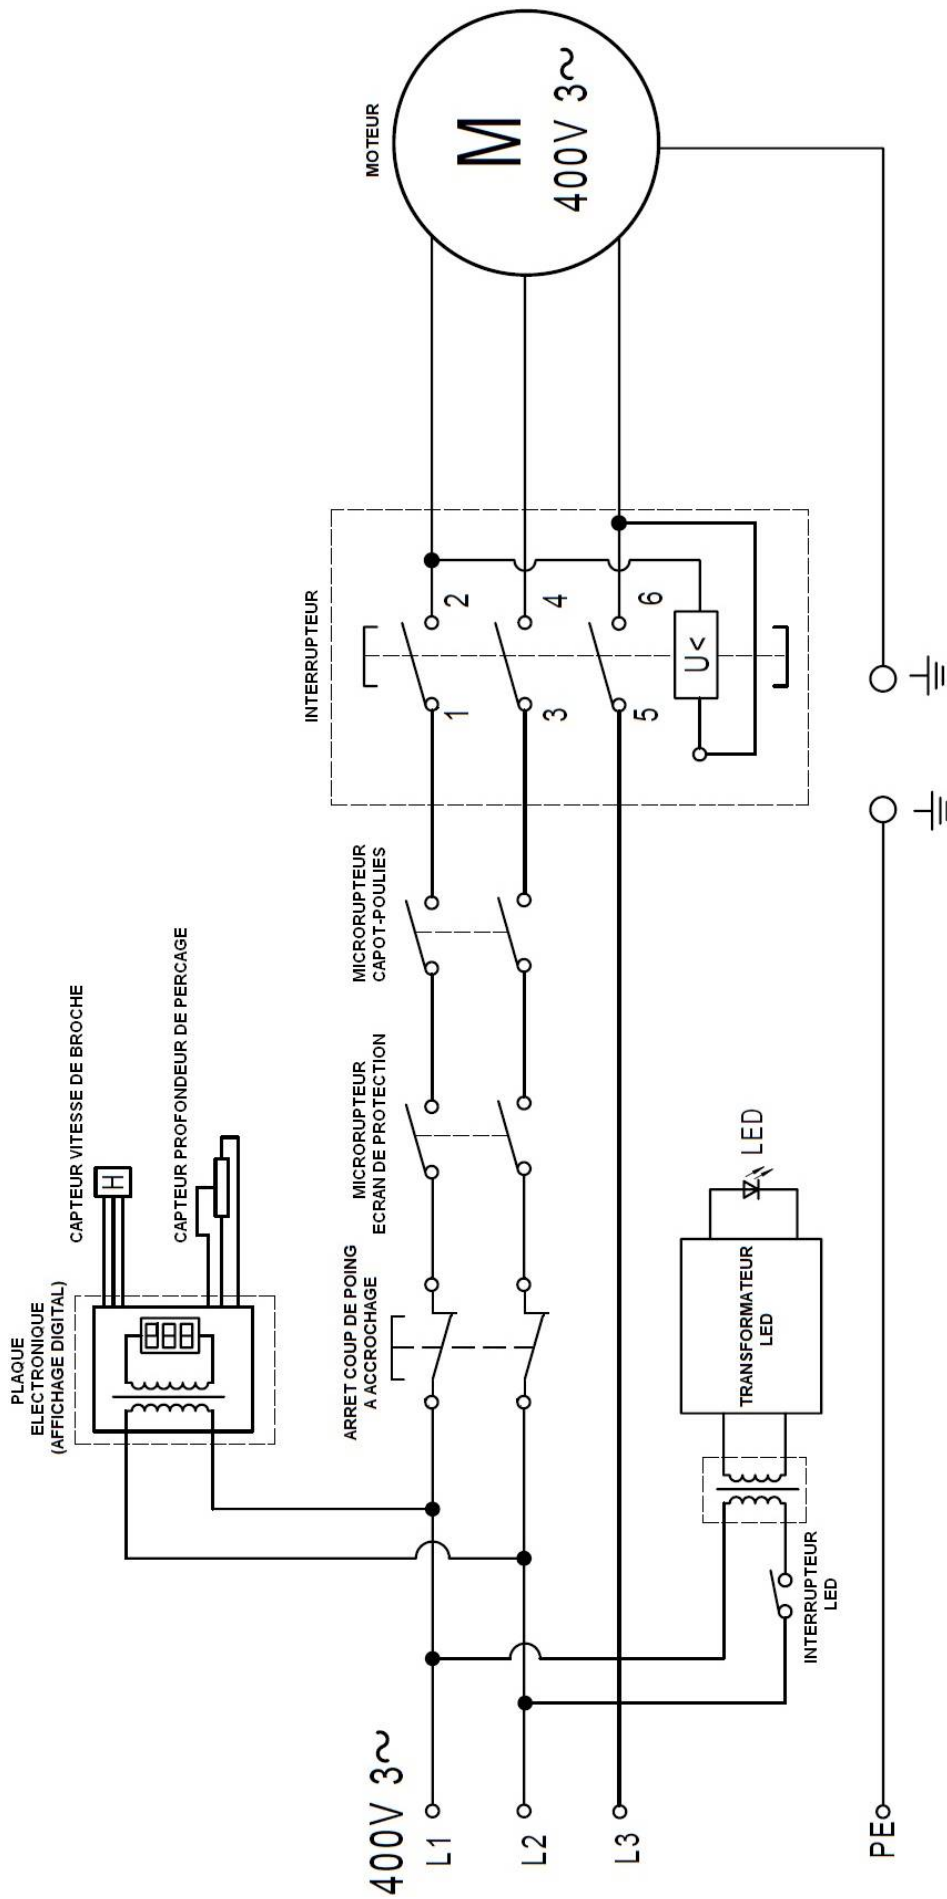 PLAQUE
ELECTRONIQUE
(AFFICHAGE DIGITAL)
CAPTEUR VITESSE DE BROCHE
H
CAPTEUR PROFONDEUR DE PERCAGE
400V 3~
L1
L2
L3
PE
ARRET COUP DE POING
A ACCROCHAGE
MICRORUPTEUR
ECRAN DE PROTECTION
MICRORUPTEUR
CAPOT-POULIES
INTERRUPTEUR
1
2
3
4
5
6
U<
MOTEUR
M
400V 3~
INTERRUPTEUR
LED
TRANSFORMATEUR
LED
LED